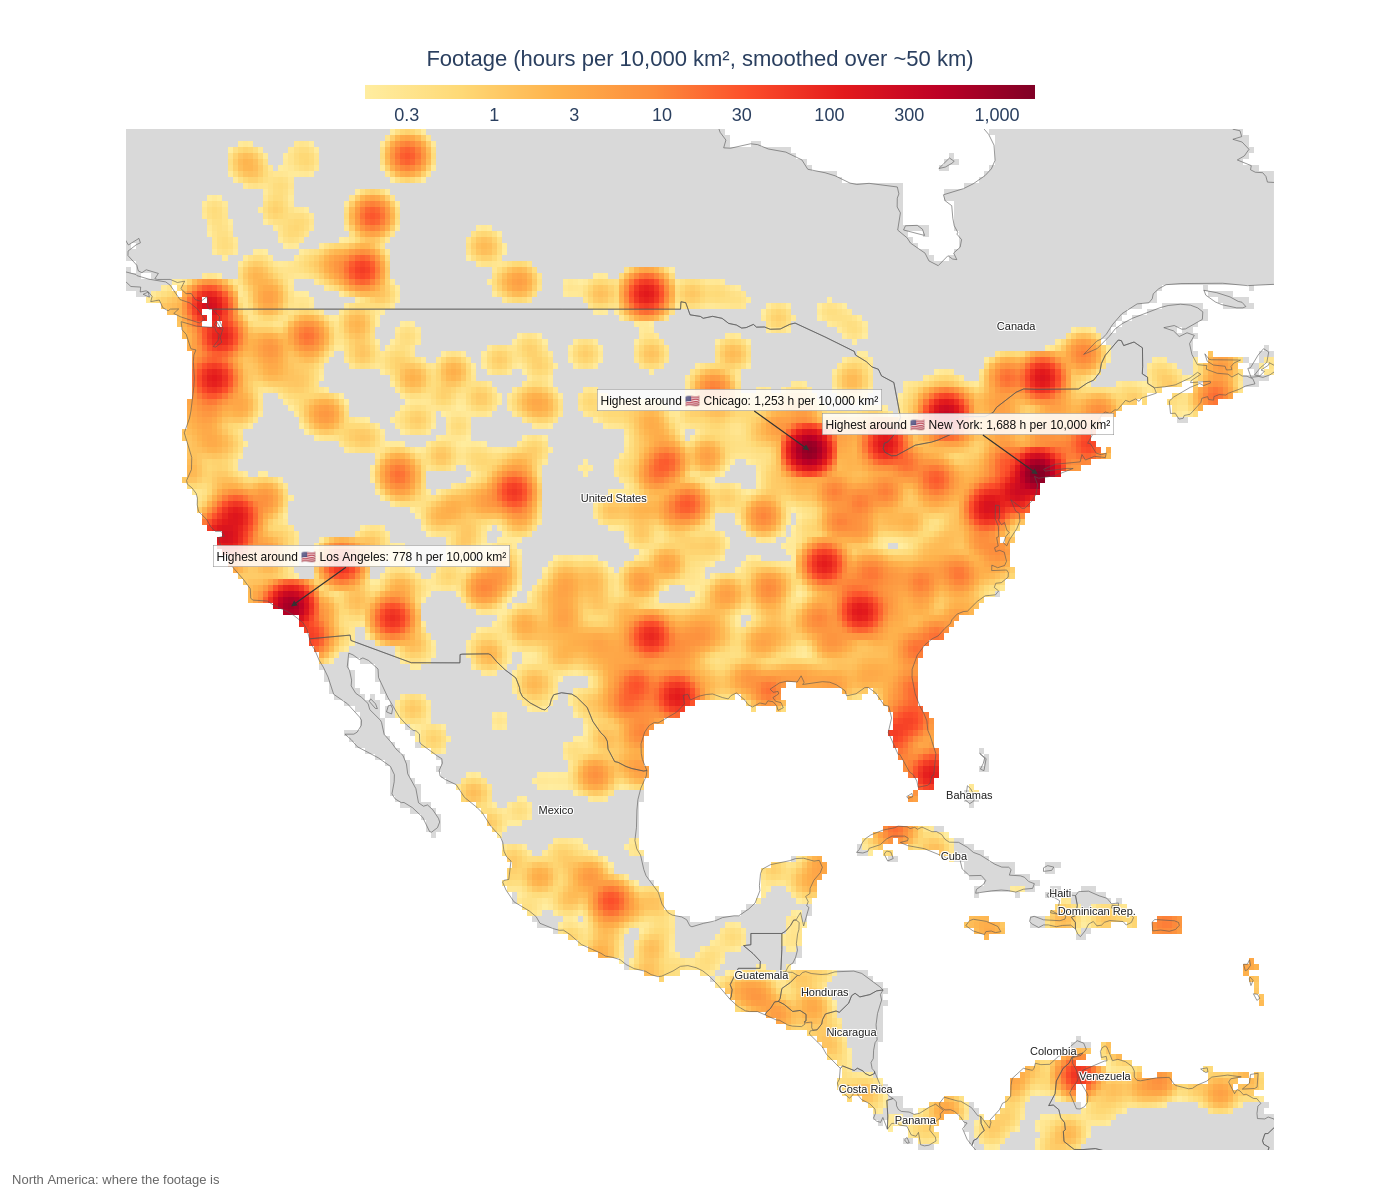 Footage (hours per 10,000 km², smoothed over ~50 km)
0.3 1 3 10 30 100 300 1,000
Canada
Highest around 🇺🇸 Chicago: 1,253 h per 10,000 km²
Highest around 🇺🇸 New York: 1,688 h per 10,000 km²
United States
Highest around 🇺🇸 Los Angeles: 778 h per 10,000 km²
Bahamas
Mexico
Cuba
Haiti
Dominican Rep.
Guatemala
Honduras
Nicaragua
Colombia
Venezuela
Costa Rica
Panama
North America: where the footage is